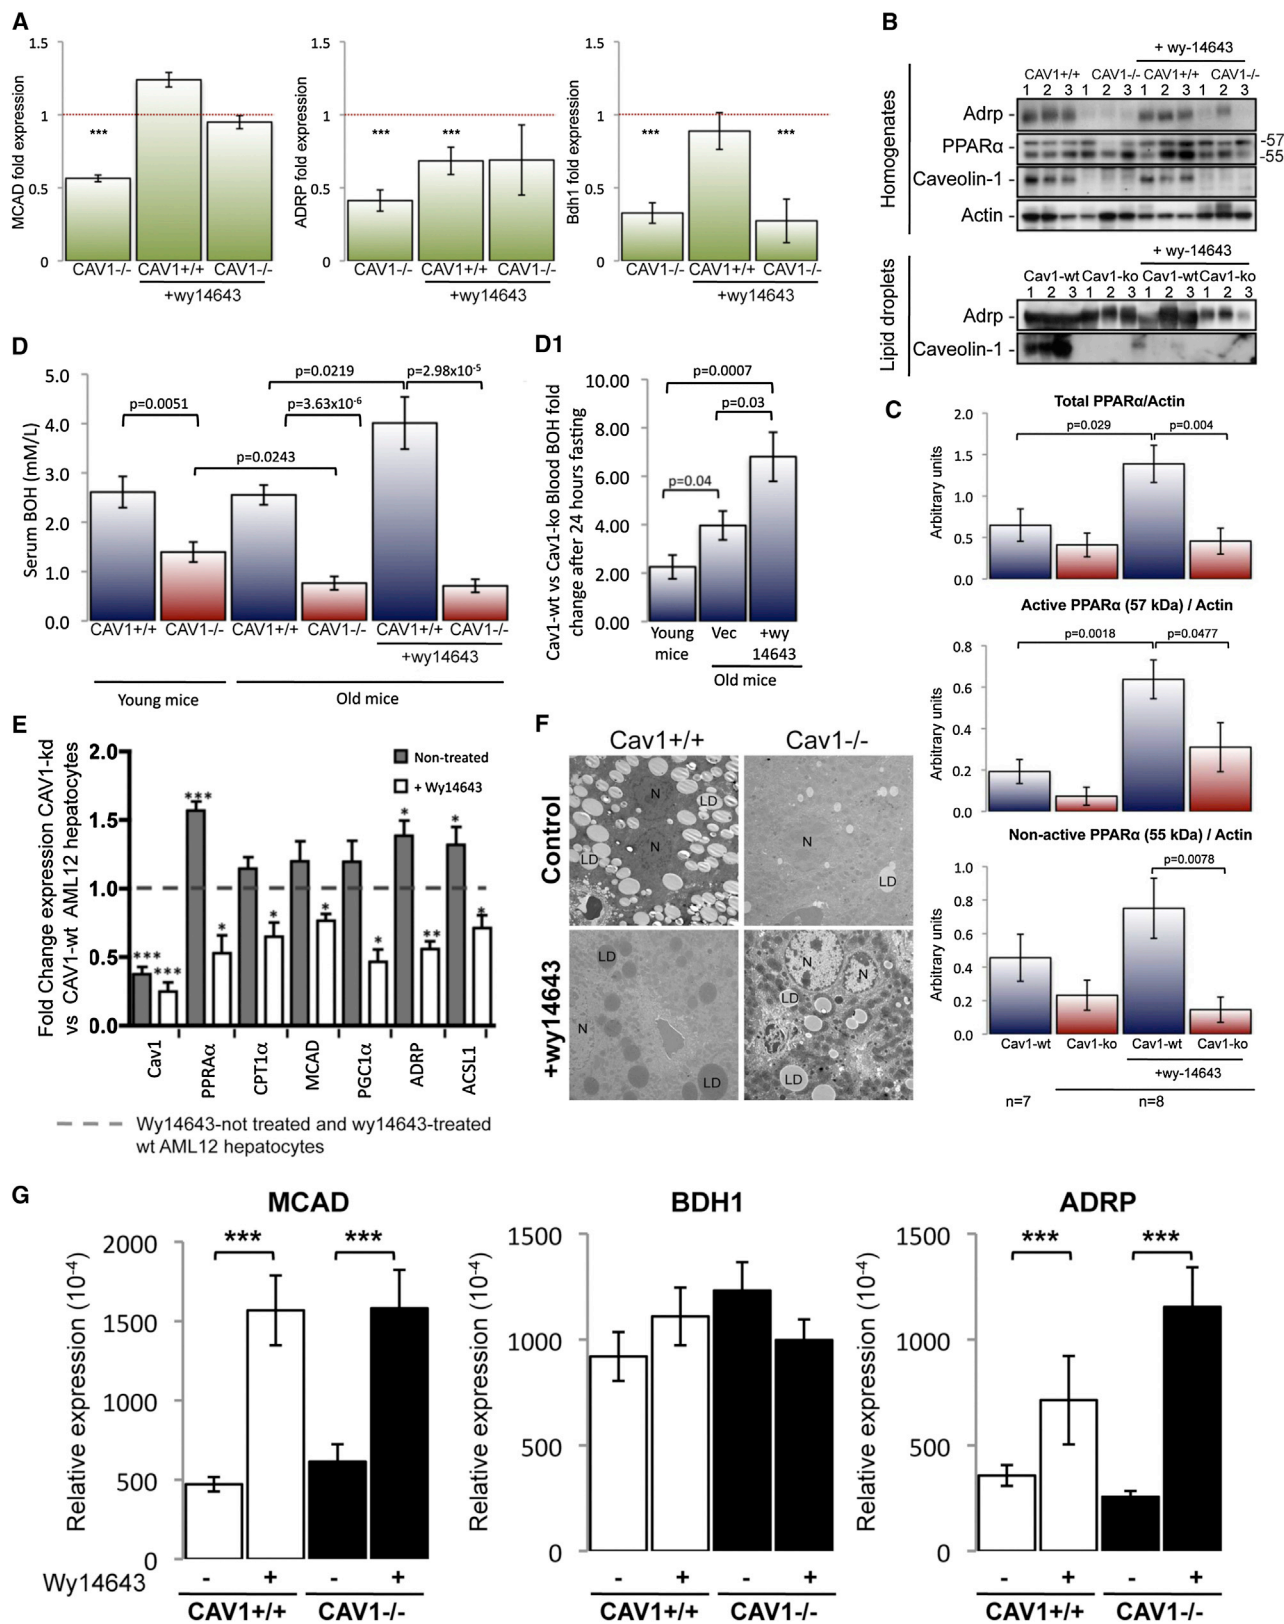 A
MCAD fold expression
1.5
1
0.5
0
***
CAV1-/- CAV1+/+ CAV1-/-
+wy14643
ADRP fold expression
1.5
1
0.5
0
*** ***
CAV1-/- CAV1+/+ CAV1-/-
+wy14643
Bdh1 fold expression
1.5
1
0.5
0
*** ***
CAV1-/- CAV1+/+ CAV1-/-
+wy14643
B
+ wy-14643
CAV1+/+ CAV1-/- CAV1+/+ CAV1-/-
1 2 3 1 2 3 1 2 3 1 2 3
Homogenates
Adrp -
PPARα -
-57
-55
Caveolin-1 -
Actin -
+ wy-14643
Cav1-wt Cav1-ko Cav1-wt Cav1-ko
1 2 3 1 2 3 1 2 3 1 2 3
Lipid droplets
Adrp -
Caveolin-1 -
C
Total PPARα/Actin
Arbitrary units
2.0
1.5
1.0
0.5
0.0
p=0.029
p=0.004
Active PPARα (57 kDa) / Actin
Arbitrary units
0.8
0.6
0.4
0.2
0.0
p=0.0018
p=0.0477
Non-active PPARα (55 kDa) / Actin
Arbitrary units
1.0
0.8
0.6
0.4
0.2
0.0
p=0.0078
Cav1-wt Cav1-ko Cav1-wt Cav1-ko
+wy-14643
n=7
n=8
D
Serum BOH (mM/L)
5.0
4.0
3.0
2.0
1.0
0.0
p=0.0051
p=0.0219
p=2.98x10-5
p=3.63x10-6
p=0.0243
CAV1+/+ CAV1-/- CAV1+/+ CAV1-/- CAV1+/+ CAV1-/-
+wy14643
Young mice
Old mice
D1
Cav1-wt vs Cav1-ko Blood BOH fold
change after 24 hours fasting
10.00
8.00
6.00
4.00
2.00
0.00
p=0.0007
p=0.03
p=0.04
Young mice
Vec
+wy 14643
Old mice
E
Fold Change expression CAV1-kd
vs CAV1-wt AML12 hepatocytes
2.0
1.5
1.0
0.5
0.0
Non-treated
+ Wy14643
*** *** *** * * * * * ** * *
Cav1
PPRAα
CPT1α
MCAD
PGC1α
ADRP
ACSL1
Wy14643-not treated and wy14643-treated
wt AML12 hepatocytes
F
Cav1+/+ Cav1-/-
Control
N
LD
N
LD
N
LD
+wy14643
LD
N
LD
N
N
LD
LD
G
MCAD
Relative expression (10-4)
2000
1500
1000
500
0
*** ***
Wy14643 - + - +
CAV1+/+ CAV1-/-
BDH1
Relative expression (10-4)
1500
1000
500
0
- + - +
CAV1+/+ CAV1-/-
ADRP
Relative expression (10-4)
1500
1000
500
0
*** ***
- + - +
CAV1+/+ CAV1-/-